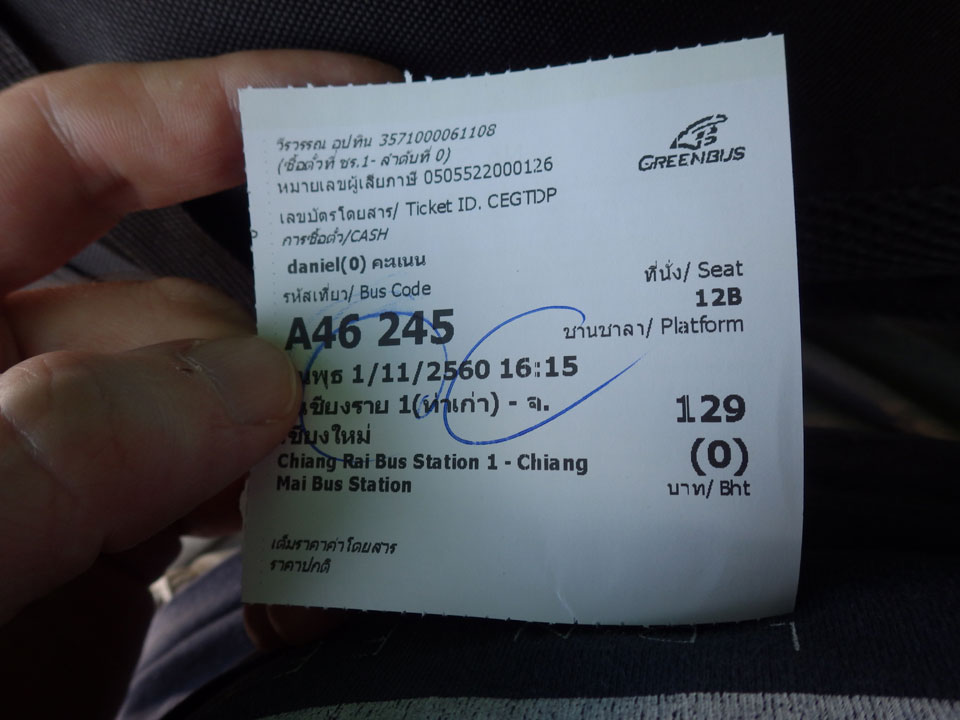 วิรวรรณ อุปทิน 3571000061108
(ซื้อตั๋วที่ ชร.1- ลำดับที่ 0)
หมายเลขผู้เสียภาษี 0505522000126
GREENBUS
เลขบัตรโดยสาร/ Ticket ID. CEGTDP
การซื้อตั๋ว/CASH
daniel(0) คะแนน
รหัสเที่ยว/ Bus Code
A46 245
ที่นั่ง/ Seat
12B
ชานชาลา/ Platform
1/11/2560 16:15
เชียงราย 1(ท่าเก่า) - จ.
เชียงใหม่
Chiang Rai Bus Station 1 - Chiang
Mai Bus Station
129
(0)
บาท/ Bht
เต็มราคาค่าโดยสาร
ราคาปกติ